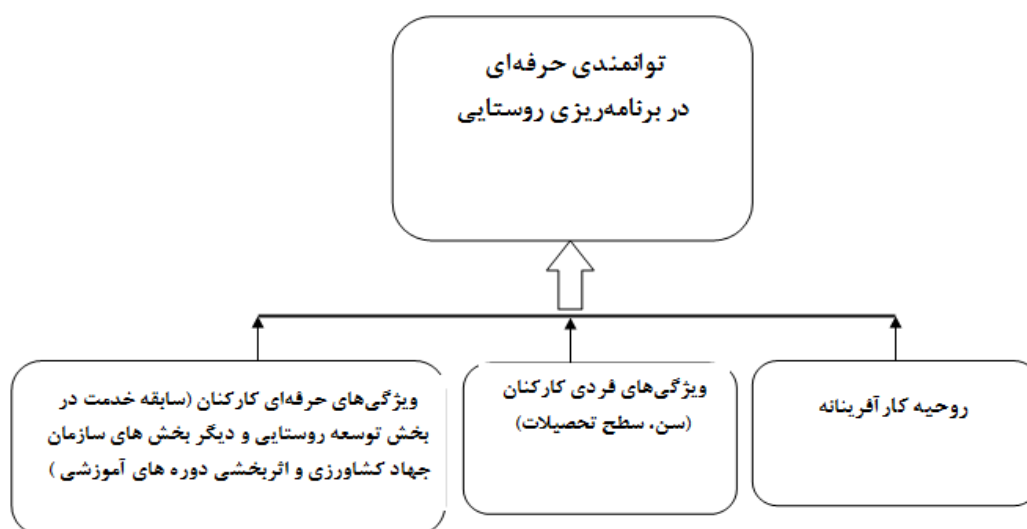 توانمندی حرفه‌ای
در برنامه‌ریزی روستایی
روحیه کارآفرینانه
ویژگی‌های فردی کارکنان
(سن، سطح تحصیلات)
ویژگی‌های حرفه‌ای کارکنان (سابقه خدمت در
بخش توسعه روستایی و دیگر بخش های سازمان
جهاد کشاورزی و اثربخشی دوره های آموزشی )